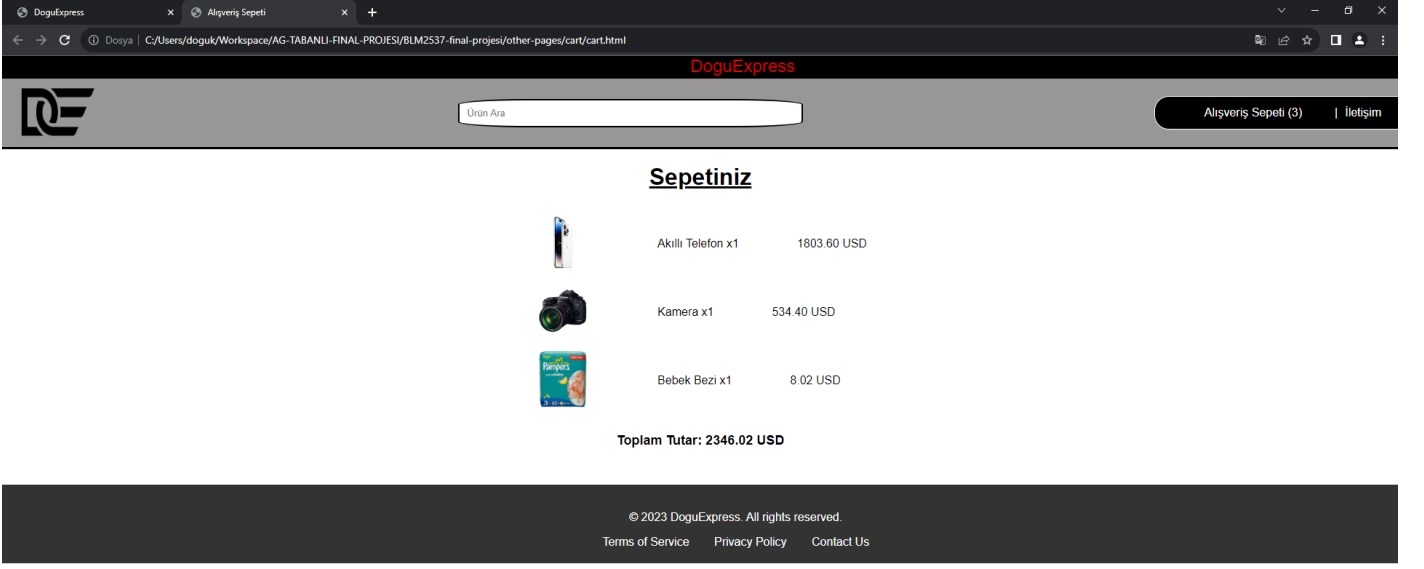 DoguExpress
Alışveriş Sepeti
Dosya | C:/Users/doguk/Workspace/AG-TABANLI-FINAL-PROJESI/BLM2537-final-projesi/other-pages/cart/cart.html
DoguExpress
DE
Ürün Ara
Alışveriş Sepeti (3) | İletişim
Sepetiniz
Akıllı Telefon x1 1803.60 USD
Kamera x1 534.40 USD
Pampers
Bebek Bezi x1 8.02 USD
Toplam Tutar: 2346.02 USD
© 2023 DoguExpress. All rights reserved.
Terms of Service Privacy Policy Contact Us